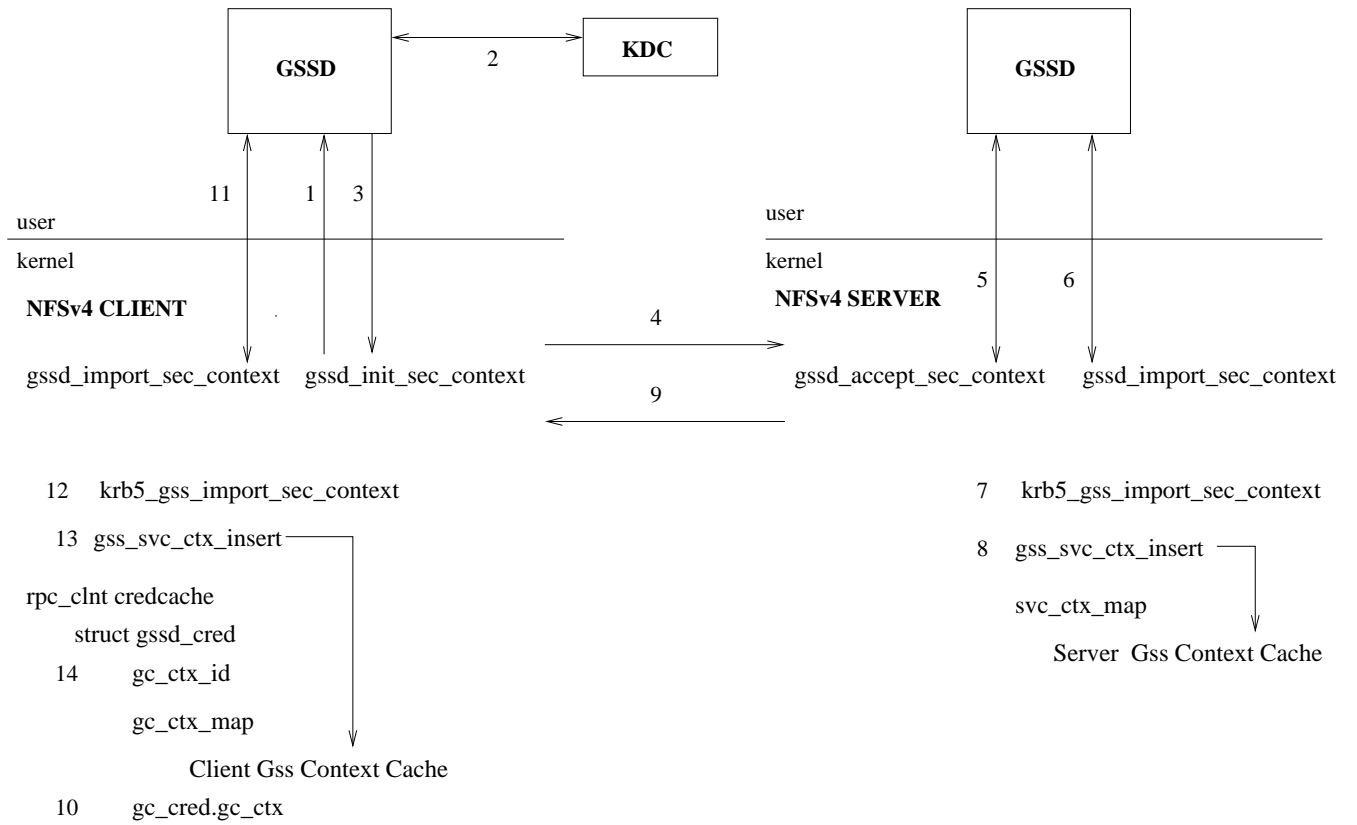 GSSD
2
KDC
GSSD
11
1
3
user
kernel
NFSv4 CLIENT
gssd_import_sec_context
gssd_init_sec_context
user
kernel
5
6
NFSv4 SERVER
4
gssd_accept_sec_context
gssd_import_sec_context
9
12 krb5_gss_import_sec_context
13 gss_svc_ctx_insert
rpc_clnt credcache
struct gssd_cred
14 gc_ctx_id
gc_ctx_map
Client Gss Context Cache
10 gc_cred.gc_ctx
7 krb5_gss_import_sec_context
8 gss_svc_ctx_insert
svc_ctx_map
Server Gss Context Cache